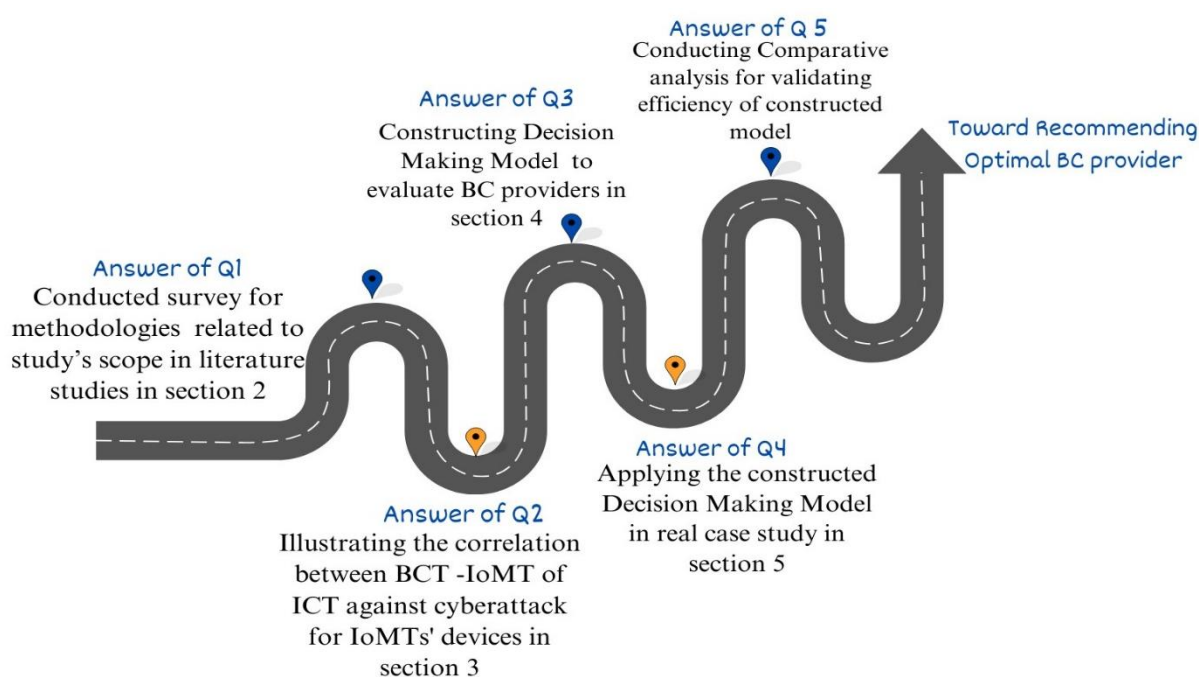 Answer of Q1
Conducted survey for
methodologies related to
study's scope in literature
studies in section 2
Answer of Q2
Illustrating the correlation
between BCT -IoMT of
ICT against cyberattack
for IoMTs' devices in
section 3
Answer of Q3
Constructing Decision
Making Model to
evaluate BC providers in
section 4
Answer of Q4
Applying the constructed
Decision Making Model
in real case study in
section 5
Answer of Q 5
Conducting Comparative
analysis for validating
efficiency of constructed
model
Toward Recommending
Optimal BC provider